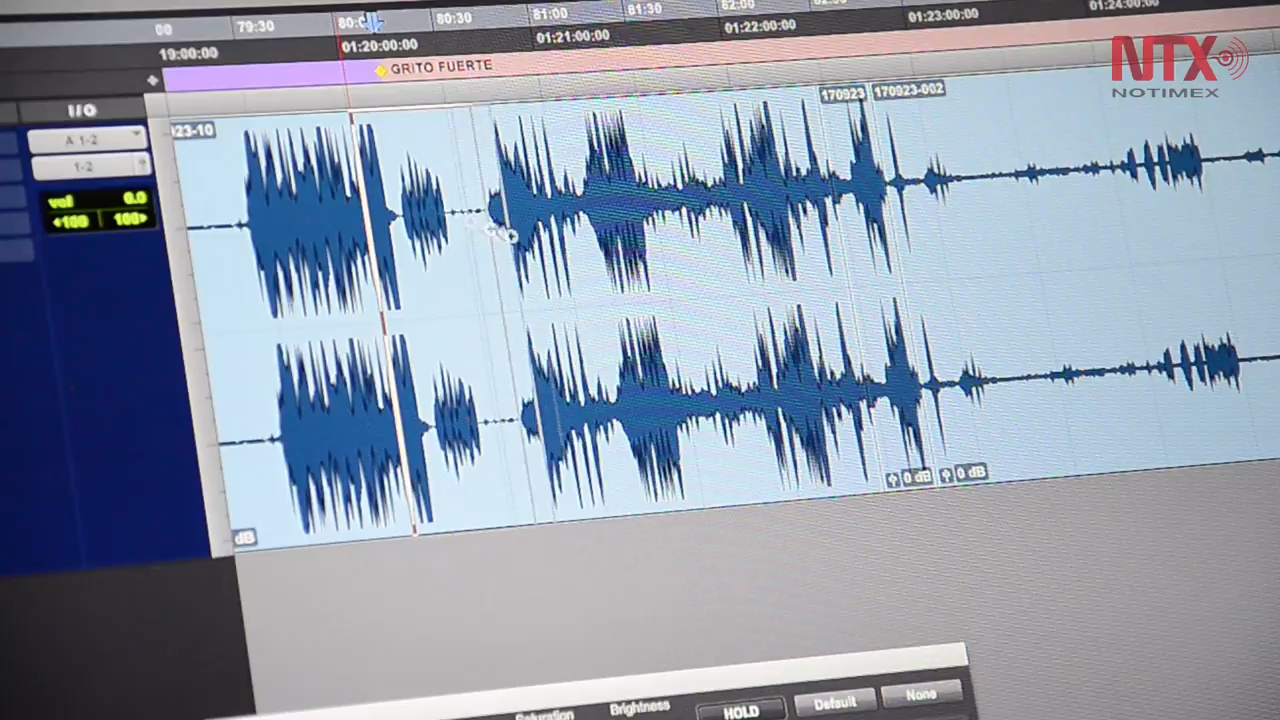 00 79:30 80:0 80:30 81:00 81:30 82:00
19:00:00 01:20:00:00 01:21:00:00 01:22:00:00 01:23:00:00 01:24:00:00
GRITO FUERTE
NTX
NOTIMEX
I/O
A 1-2
1-2
vol 0.0
<100 100>
023-10
170923 170923-002
0 dB 0 dB
dB
Saturation Brightness HOLD Default None